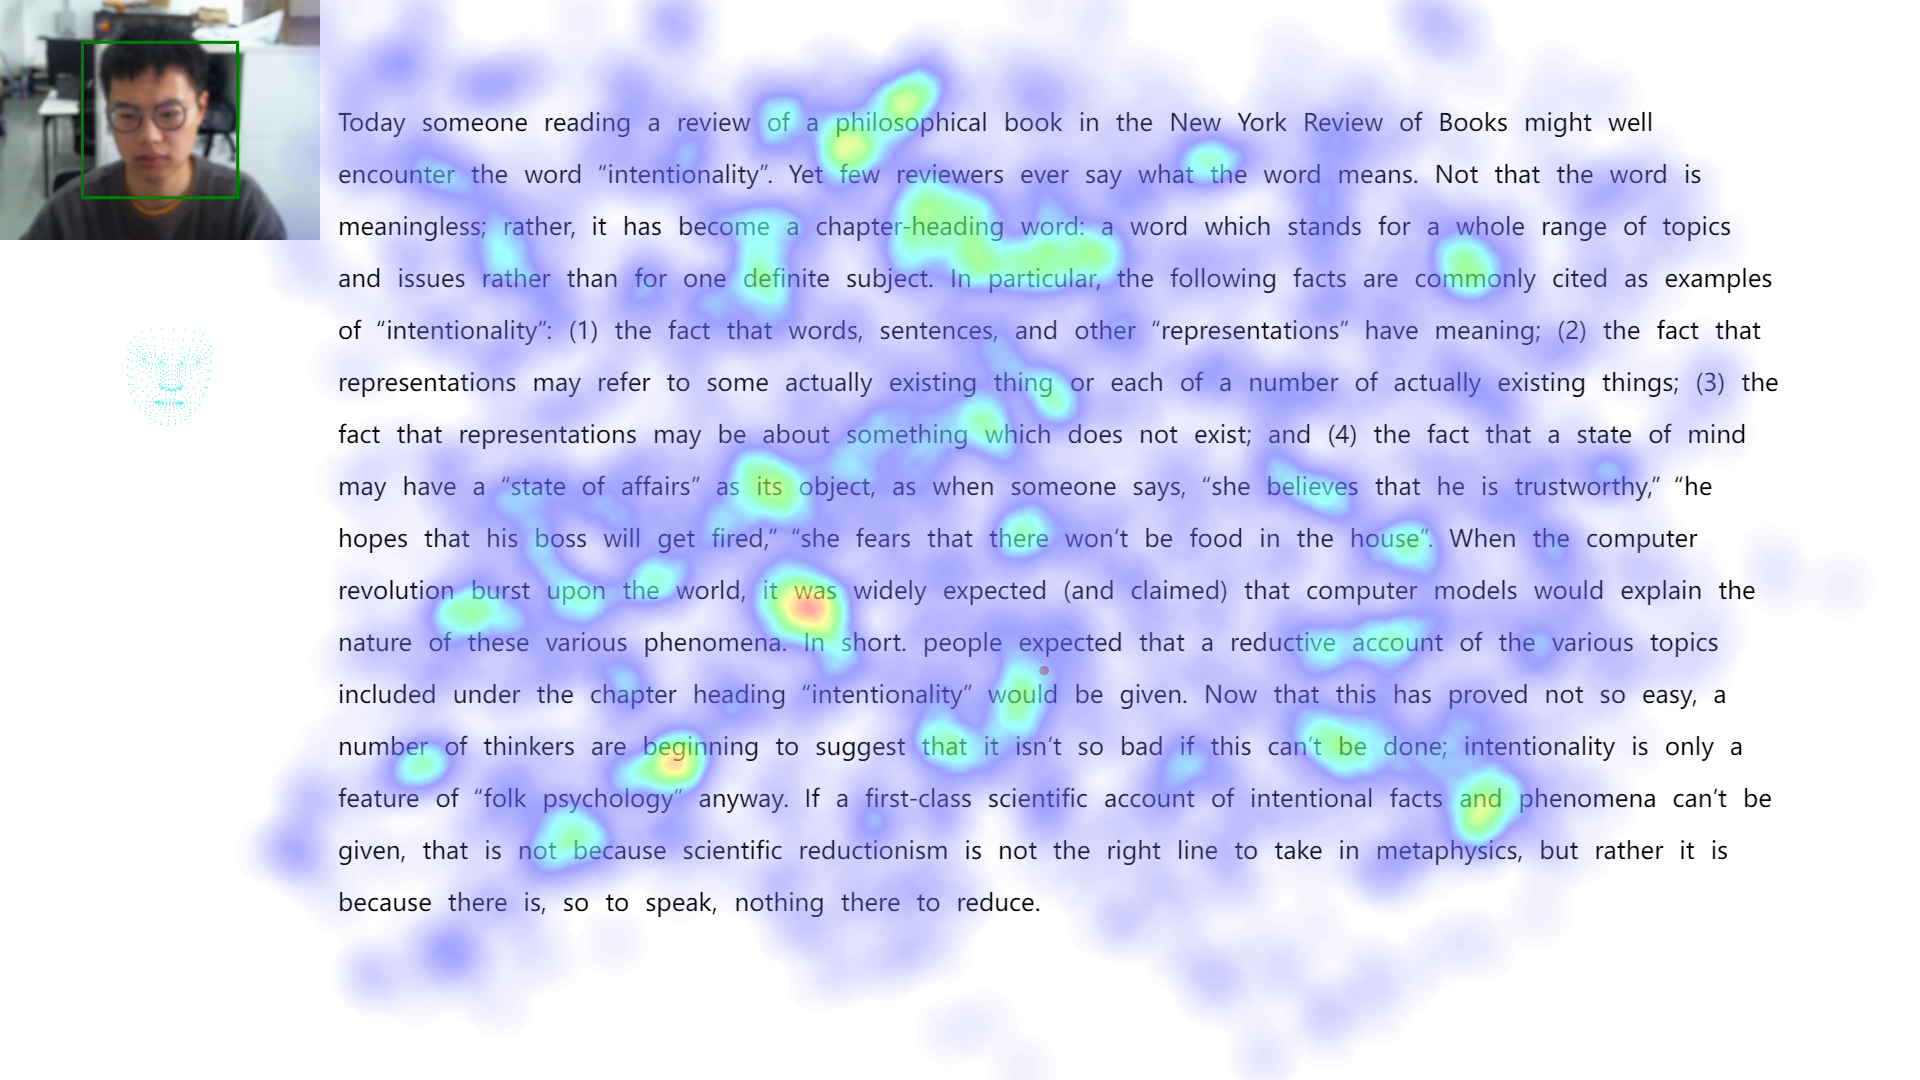 Today someone reading a review of a philosophical book in the New York Review of Books might well
encounter the word “intentionality”. Yet few reviewers ever say what the word means. Not that the word is
meaningless; rather, it has become a chapter-heading word: a word which stands for a whole range of topics
and issues rather than for one definite subject. In particular, the following facts are commonly cited as examples
of “intentionality”: (1) the fact that words, sentences, and other “representations” have meaning; (2) the fact that
representations may refer to some actually existing thing or each of a number of actually existing things; (3) the
fact that representations may be about something which does not exist; and (4) the fact that a state of mind
may have a “state of affairs” as its object, as when someone says, “she believes that he is trustworthy,” “he
hopes that his boss will get fired,” “she fears that there won’t be food in the house”. When the computer
revolution burst upon the world, it was widely expected (and claimed) that computer models would explain the
nature of these various phenomena. In short. people expected that a reductive account of the various topics
included under the chapter heading “intentionality” would be given. Now that this has proved not so easy, a
number of thinkers are beginning to suggest that it isn’t so bad if this can’t be done; intentionality is only a
feature of “folk psychology” anyway. If a first-class scientific account of intentional facts and phenomena can’t be
given, that is not because scientific reductionism is not the right line to take in metaphysics, but rather it is
because there is, so to speak, nothing there to reduce.